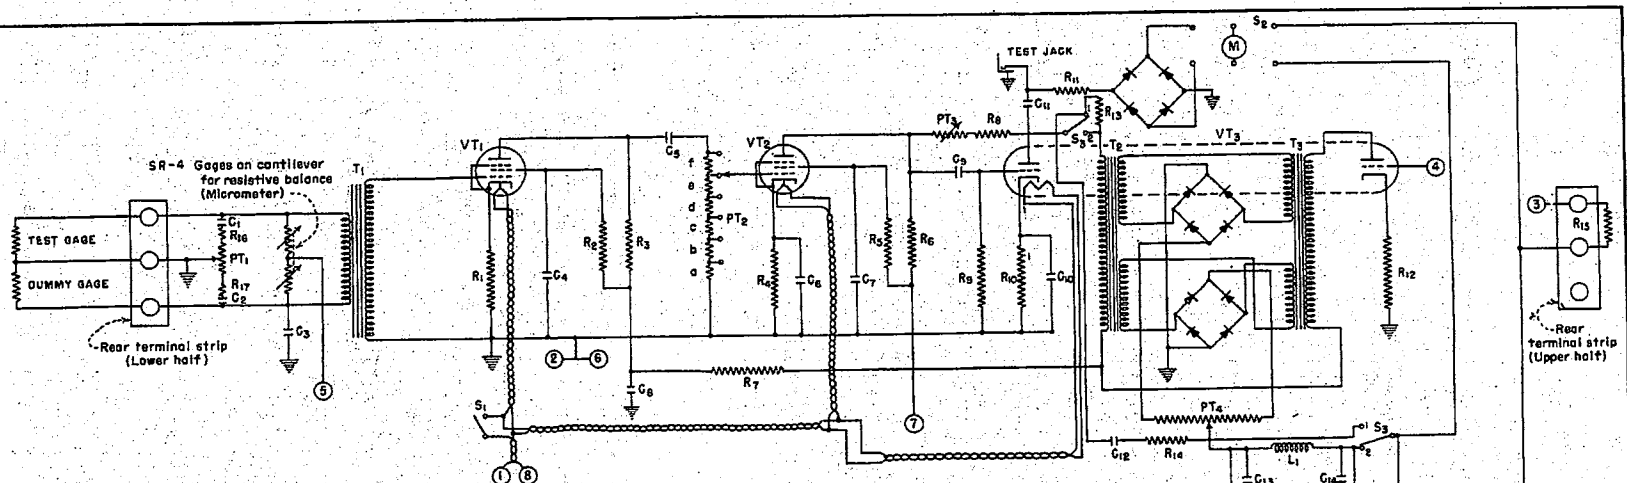 SR-4 Gages on cantilever
for resistive balance
(Micrometer)
TEST GAGE
DUMMY GAGE
Rear terminal strip
(Lower half)
C1
R16
PT1
R17
C2
C3
5
T1
VT1
R1
C4
R2
R3
C5
2
6
C8
R7
S1
1
8
f
e
d
c
b
a
PT2
VT2
R4
C6
C7
R5
R6
7
PT3
R8
C9
R9
R10
C10
TEST JACK
C11
R11
R13
S3
1
2
T2
VT3
T3
M
S2
4
R12
PT4
C12
R14
L1
C13
C14
1
S3
2
3
R15
Rear
terminal strip
(Upper half)